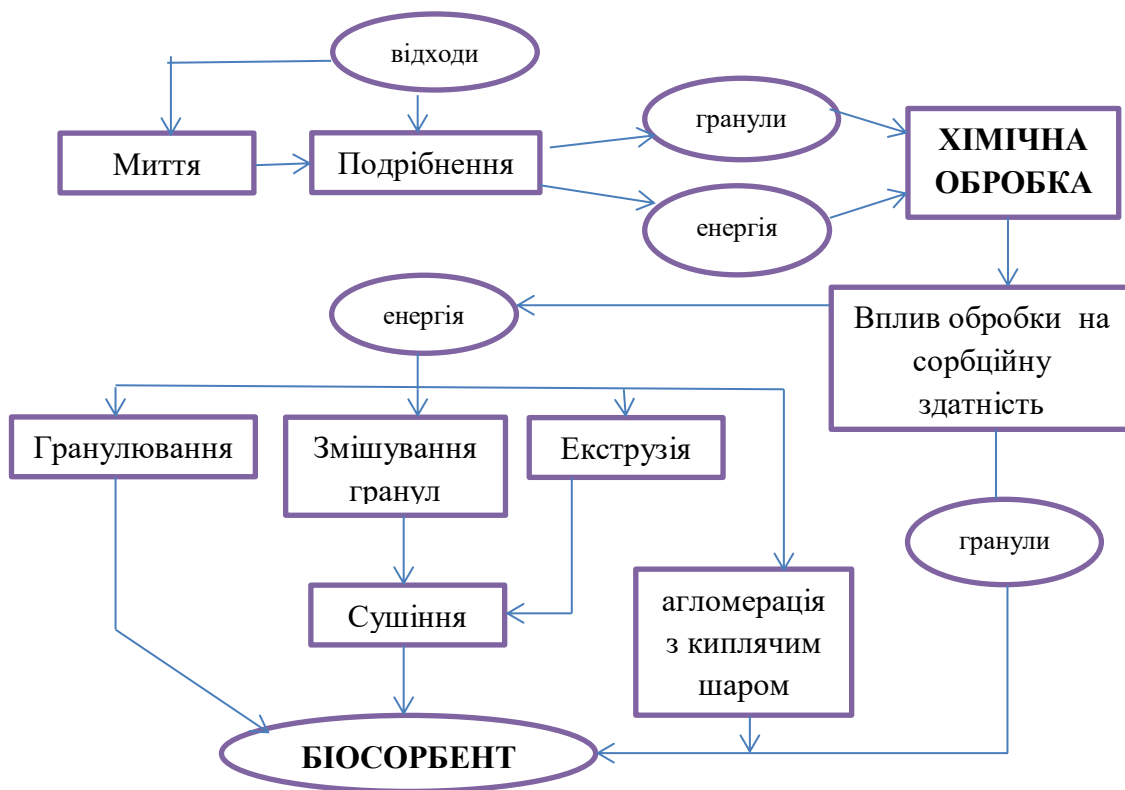 відходи
Миття
Подрібнення
гранули
енергія
ХІМІЧНА
ОБРОБКА
енергія
Вплив обробки на
сорбційну
здатність
Гранулювання
Змішування
гранул
Екструзія
гранули
Сушіння
агломерація
з киплячим
шаром
БІОСОРБЕНТ